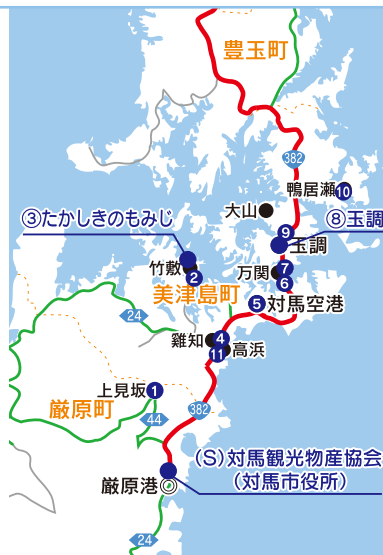 豊玉町
382
鴨居瀬 10
大山
③たかしきのもみじ
⑧玉調
9
玉調
竹敷
2
万関
7
6
美津島町
5 対馬空港
24
雞知
4
11
高浜
上見坂 1
382
厳原町
44
(S)対馬観光物産協会
(対馬市役所)
厳原港
24